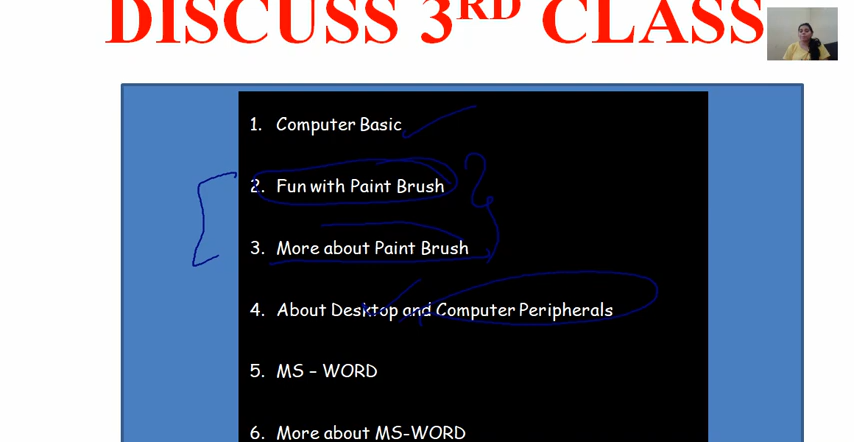 DISCUSS 3RD CLASS
1. Computer Basic
2. Fun with Paint Brush
3. More about Paint Brush
4. About Desktop and Computer Peripherals
5. MS – WORD
6. More about MS-WORD